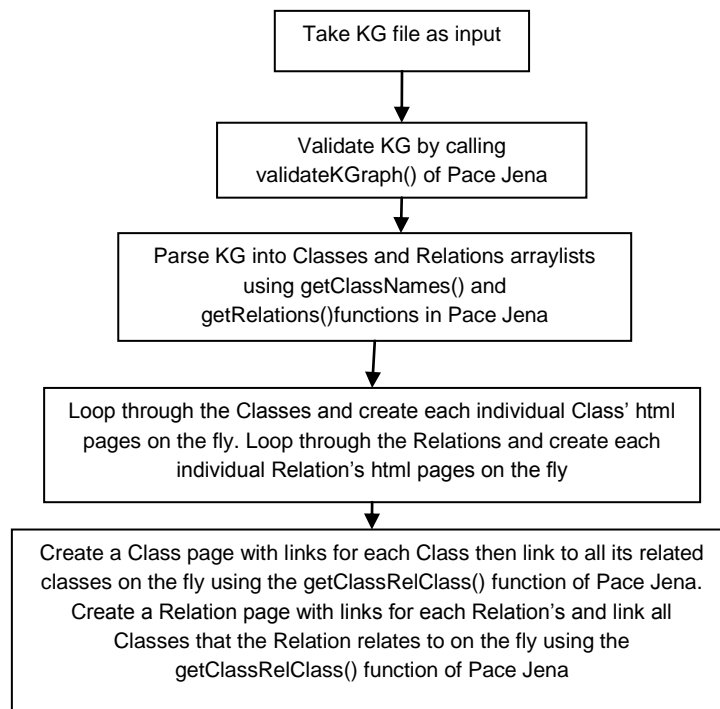 Take KG file as input
Validate KG by calling
validateKGraph() of Pace Jena
Parse KG into Classes and Relations arraylists
using getClassNames() and
getRelations()functions in Pace Jena
Loop through the Classes and create each individual Class’ html
pages on the fly. Loop through the Relations and create each
individual Relation’s html pages on the fly
Create a Class page with links for each Class then link to all its related
classes on the fly using the getClassRelClass() function of Pace Jena.
Create a Relation page with links for each Relation’s and link all
Classes that the Relation relates to on the fly using the
getClassRelClass() function of Pace Jena